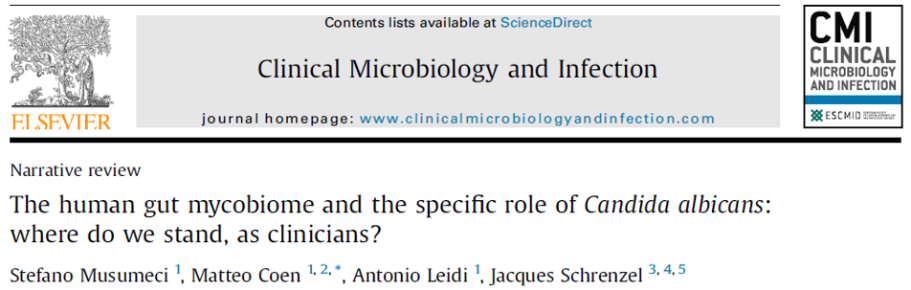 Contents lists available at ScienceDirect
Clinical Microbiology and Infection
journal homepage: www.clinicalmicrobiologyandinfection.com
ELSEVIER
CMI
CLINICAL
MICROBIOLOGY
AND INFECTION
ESCMID
Narrative review
The human gut mycobiome and the specific role of Candida albicans:
where do we stand, as clinicians?
Stefano Musumeci 1, Matteo Coen 1, 2, *, Antonio Leidi 1, Jacques Schrenzel 3, 4, 5